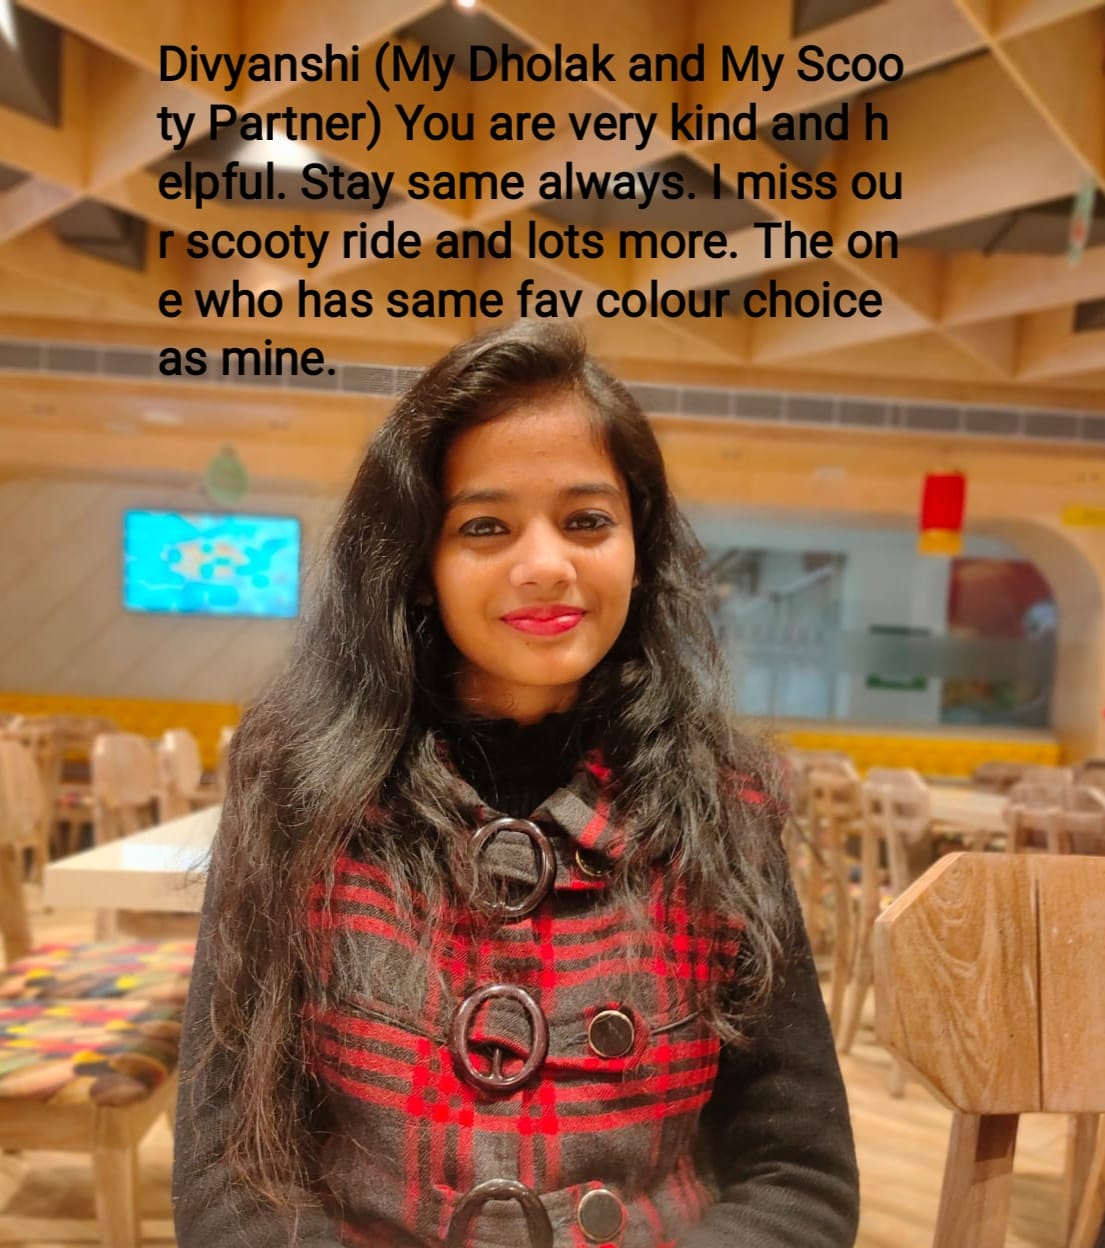 Divyanshi (My Dholak and My Scoo
ty Partner) You are very kind and h
elpful. Stay same always. I miss ou
r scooty ride and lots more. The on
e who has same fav colour choice
as mine.